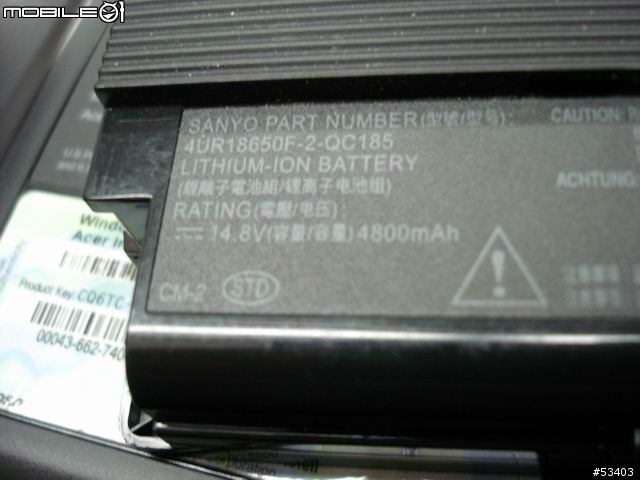 MOBILE01
SANYO PART NUMBER(型號/型号):
4UR18650F-2-QC185
LITHIUM-ION BATTERY
(鋰離子電池組/锂离子电池组)
RATING(電壓/电压):
14.8V(容量/容量)4800mAh
CM-2 STD
CAUTION
ACHTUNG:
Windo
Acer In
Product Key: CQ6TC
00043-662-740
orporation
#53403